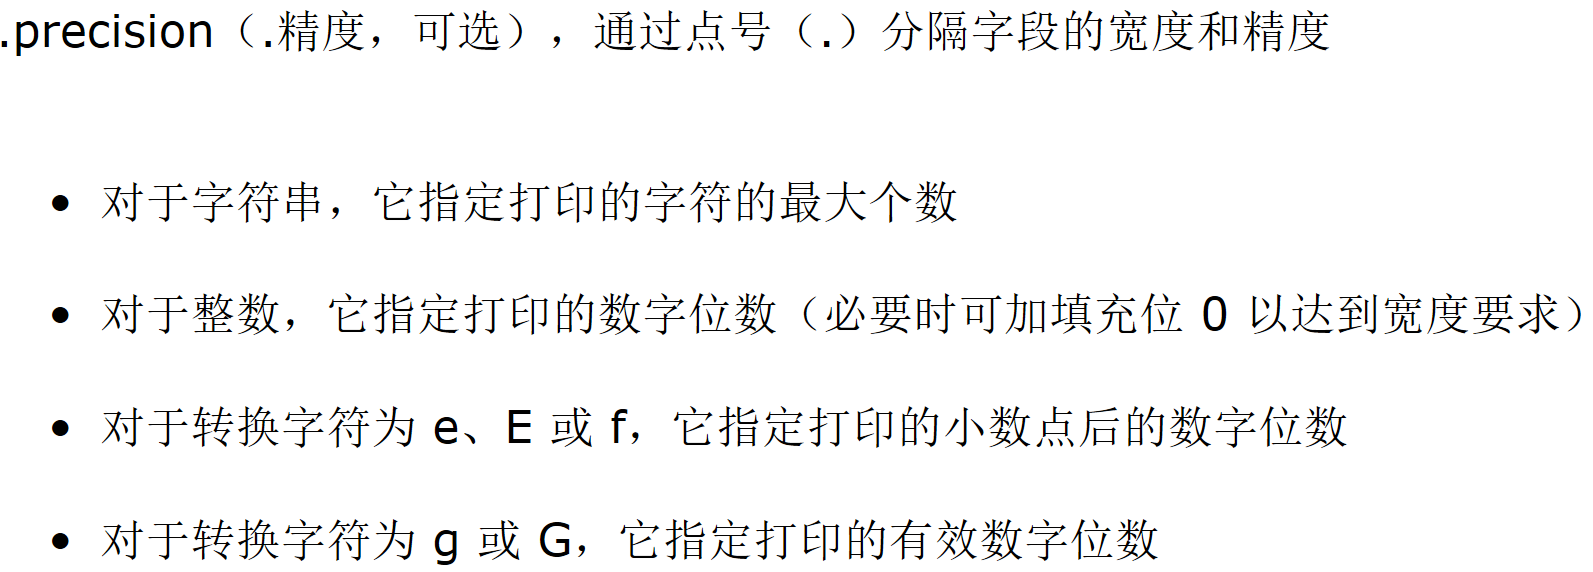 .precision（.精度，可选），通过点号（.）分隔字段的宽度和精度
• 对于字符串，它指定打印的字符的最大个数
• 对于整数，它指定打印的数字位数（必要时可加填充位 0 以达到宽度要求）
• 对于转换字符为 e、E 或 f，它指定打印的小数点后的数字位数
• 对于转换字符为 g 或 G，它指定打印的有效数字位数